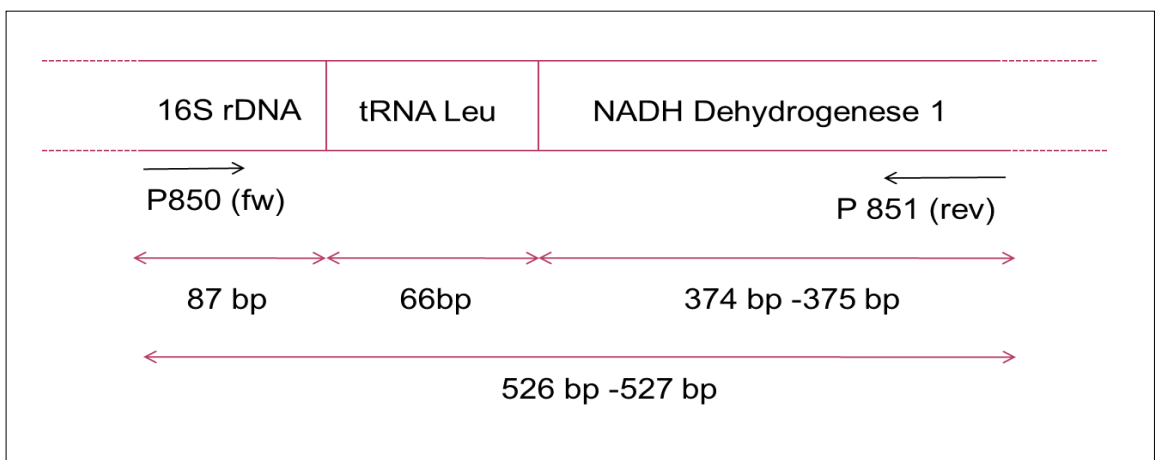 16S rDNA tRNA Leu NADH Dehydrogenese 1
P850 (fw)
P 851 (rev)
87 bp 66bp 374 bp -375 bp
526 bp -527 bp